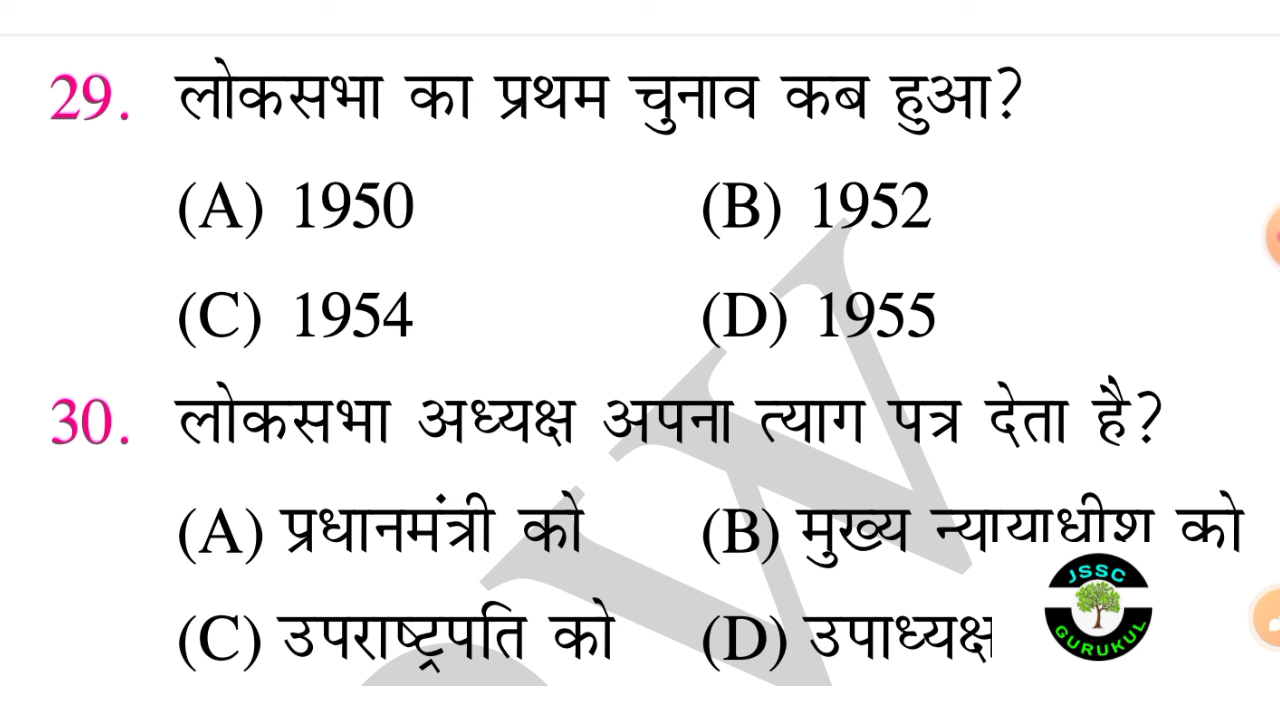 29. लोकसभा का प्रथम चुनाव कब हुआ?
(A) 1950 (B) 1952
(C) 1954 (D) 1955
30. लोकसभा अध्यक्ष अपना त्याग पत्र देता है?
(A) प्रधानमंत्री को (B) मुख्य न्यायाधीश को
(C) उपराष्ट्रपति को (D) उपाध्यक्ष
JSSC
GURUKUL